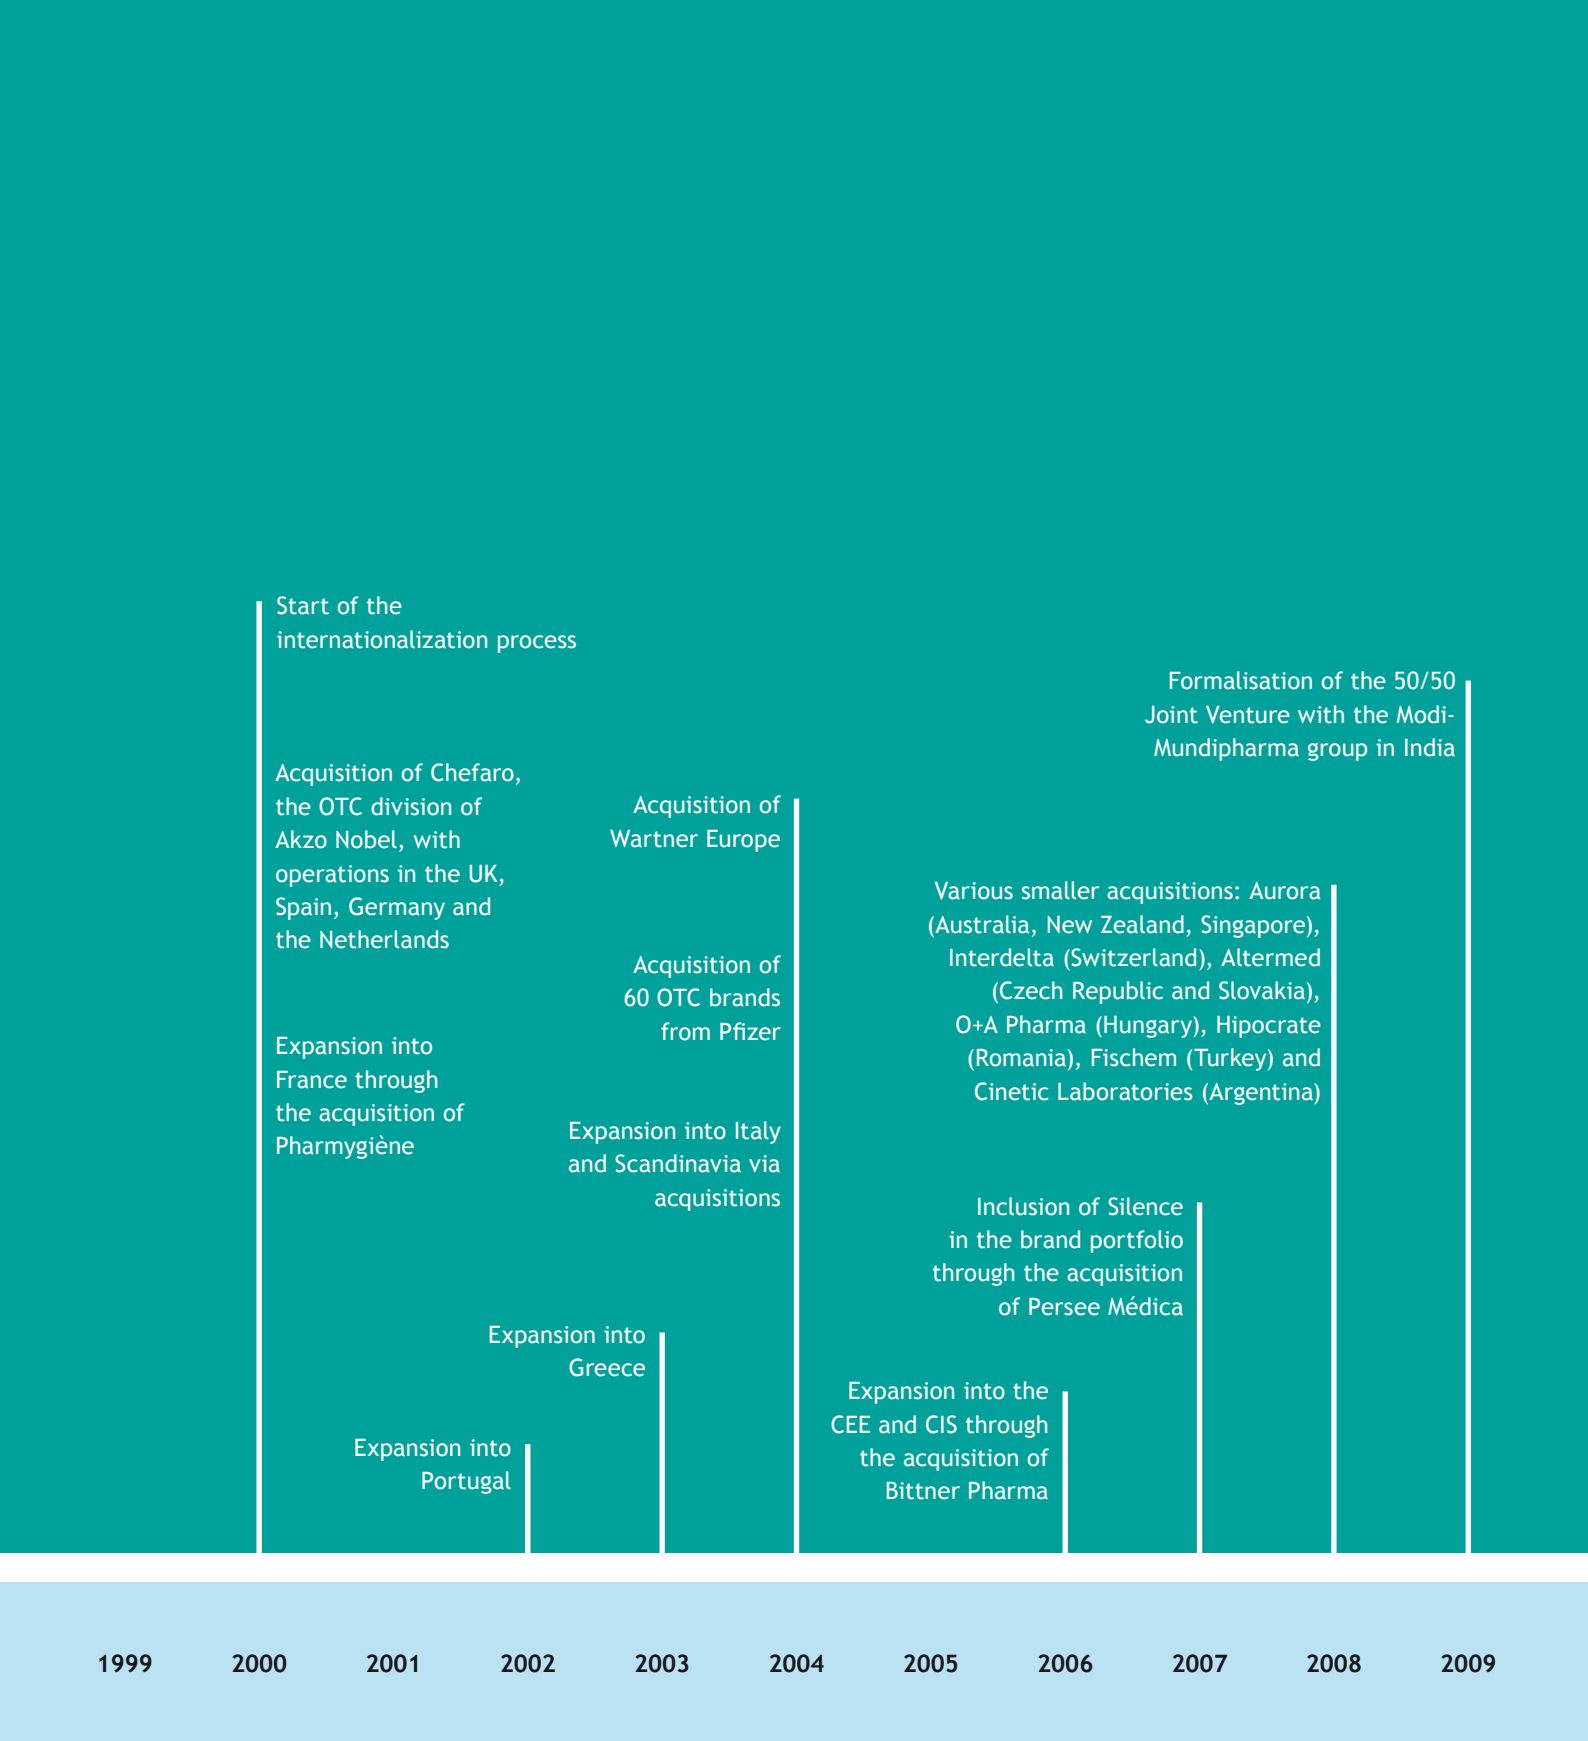 Start of the
internationalization process
Acquisition of Chefaro,
the OTC division of
Akzo Nobel, with
operations in the UK,
Spain, Germany and
the Netherlands
Expansion into
France through
the acquisition of
Pharmygiène
Expansion into
Portugal
Expansion into
Greece
Acquisition of
Wartner Europe
Acquisition of
60 OTC brands
from Pfizer
Expansion into Italy
and Scandinavia via
acquisitions
Expansion into the
CEE and CIS through
the acquisition of
Bittner Pharma
Inclusion of Silence
in the brand portfolio
through the acquisition
of Persee Médica
Various smaller acquisitions: Aurora
(Australia, New Zealand, Singapore),
Interdelta (Switzerland), Altermed
(Czech Republic and Slovakia),
O+A Pharma (Hungary), Hipocrate
(Romania), Fischem (Turkey) and
Cinetic Laboratories (Argentina)
Formalisation of the 50/50
Joint Venture with the Modi-
Mundipharma group in India
1999 2000 2001 2002 2003 2004 2005 2006 2007 2008 2009